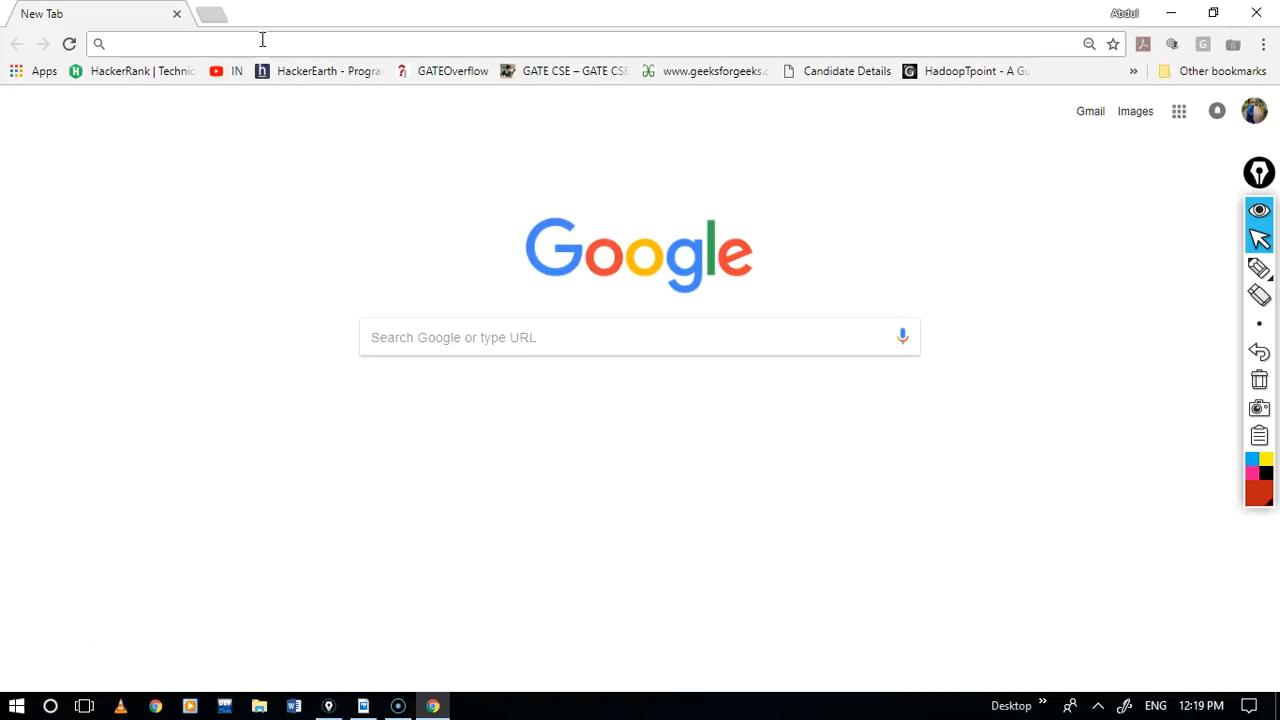 New Tab
Abdul
Apps
HackerRank | Technic
IN
HackerEarth - Progra
GATEOverflow
GATE CSE – GATE CSE
www.geeksforgeeks.c
Candidate Details
HadoopTpoint - A Gu
»
Other bookmarks
Gmail
Images
Google
Search Google or type URL
Desktop
»
ENG
12:19 PM